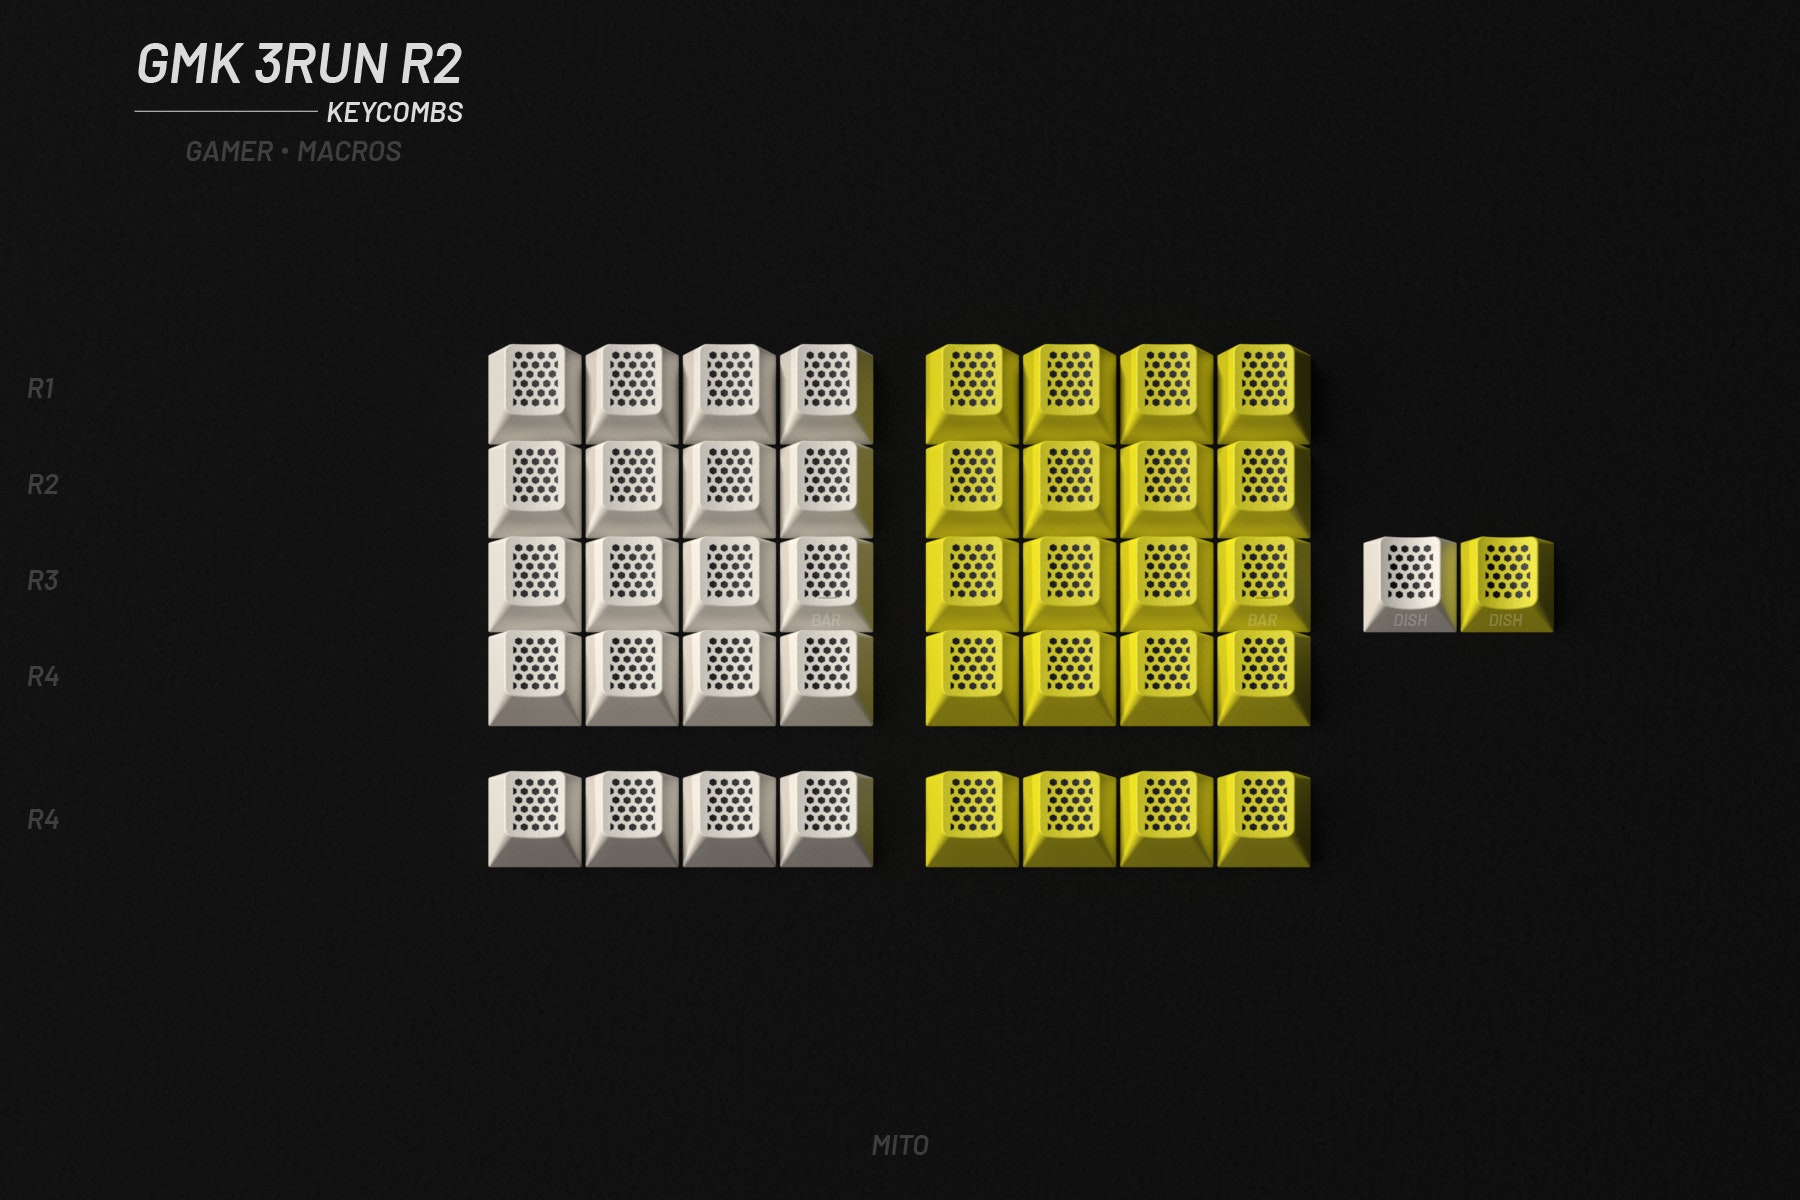 GMK 3RUN R2
KEYCOMBS
GAMER • MACROS
R1
R2
R3
BAR
BAR
DISH
DISH
R4
R4
MITO